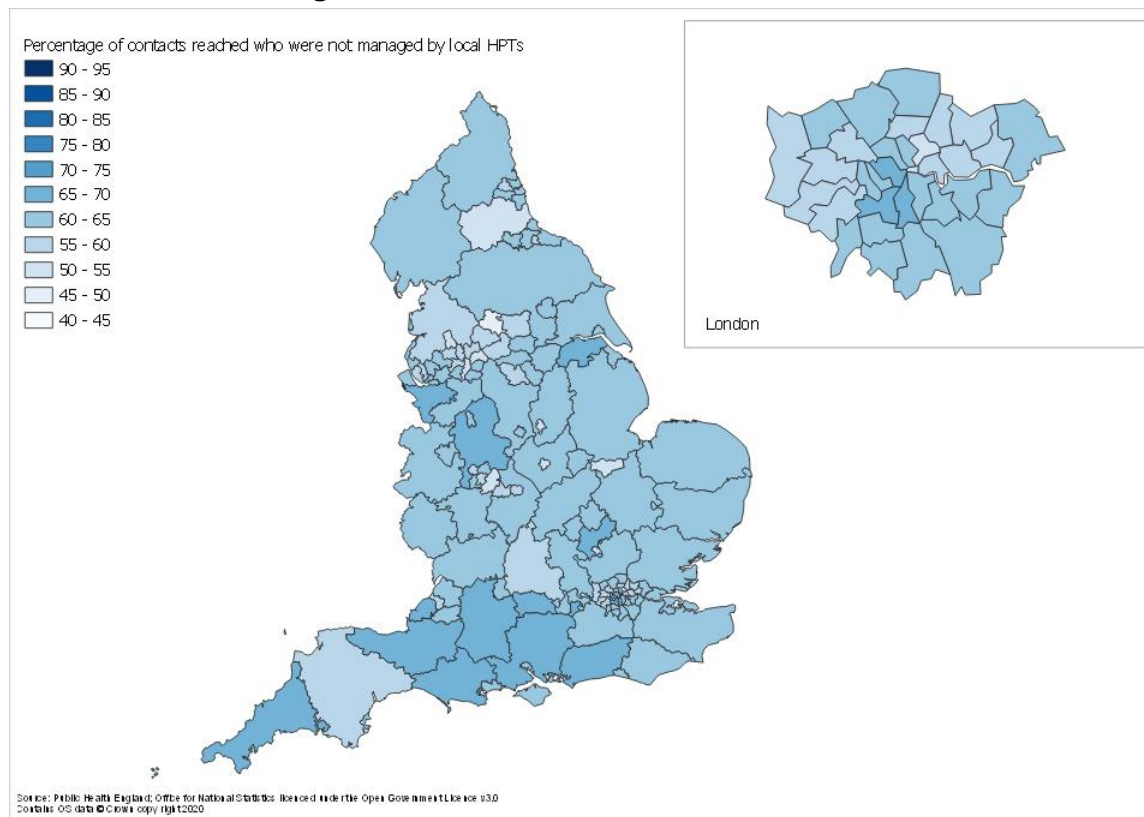 Percentage of contacts reached who were not managed by local HPTs
90 - 95
85 - 90
80 - 85
75 - 80
70 - 75
65 - 70
60 - 65
55 - 60
50 - 55
45 - 50
40 - 45
London
Source: Public Health England; Office for National Statistics licenced under the Open Government Licence v3.0
Contains OS data © Crown copyright 2020